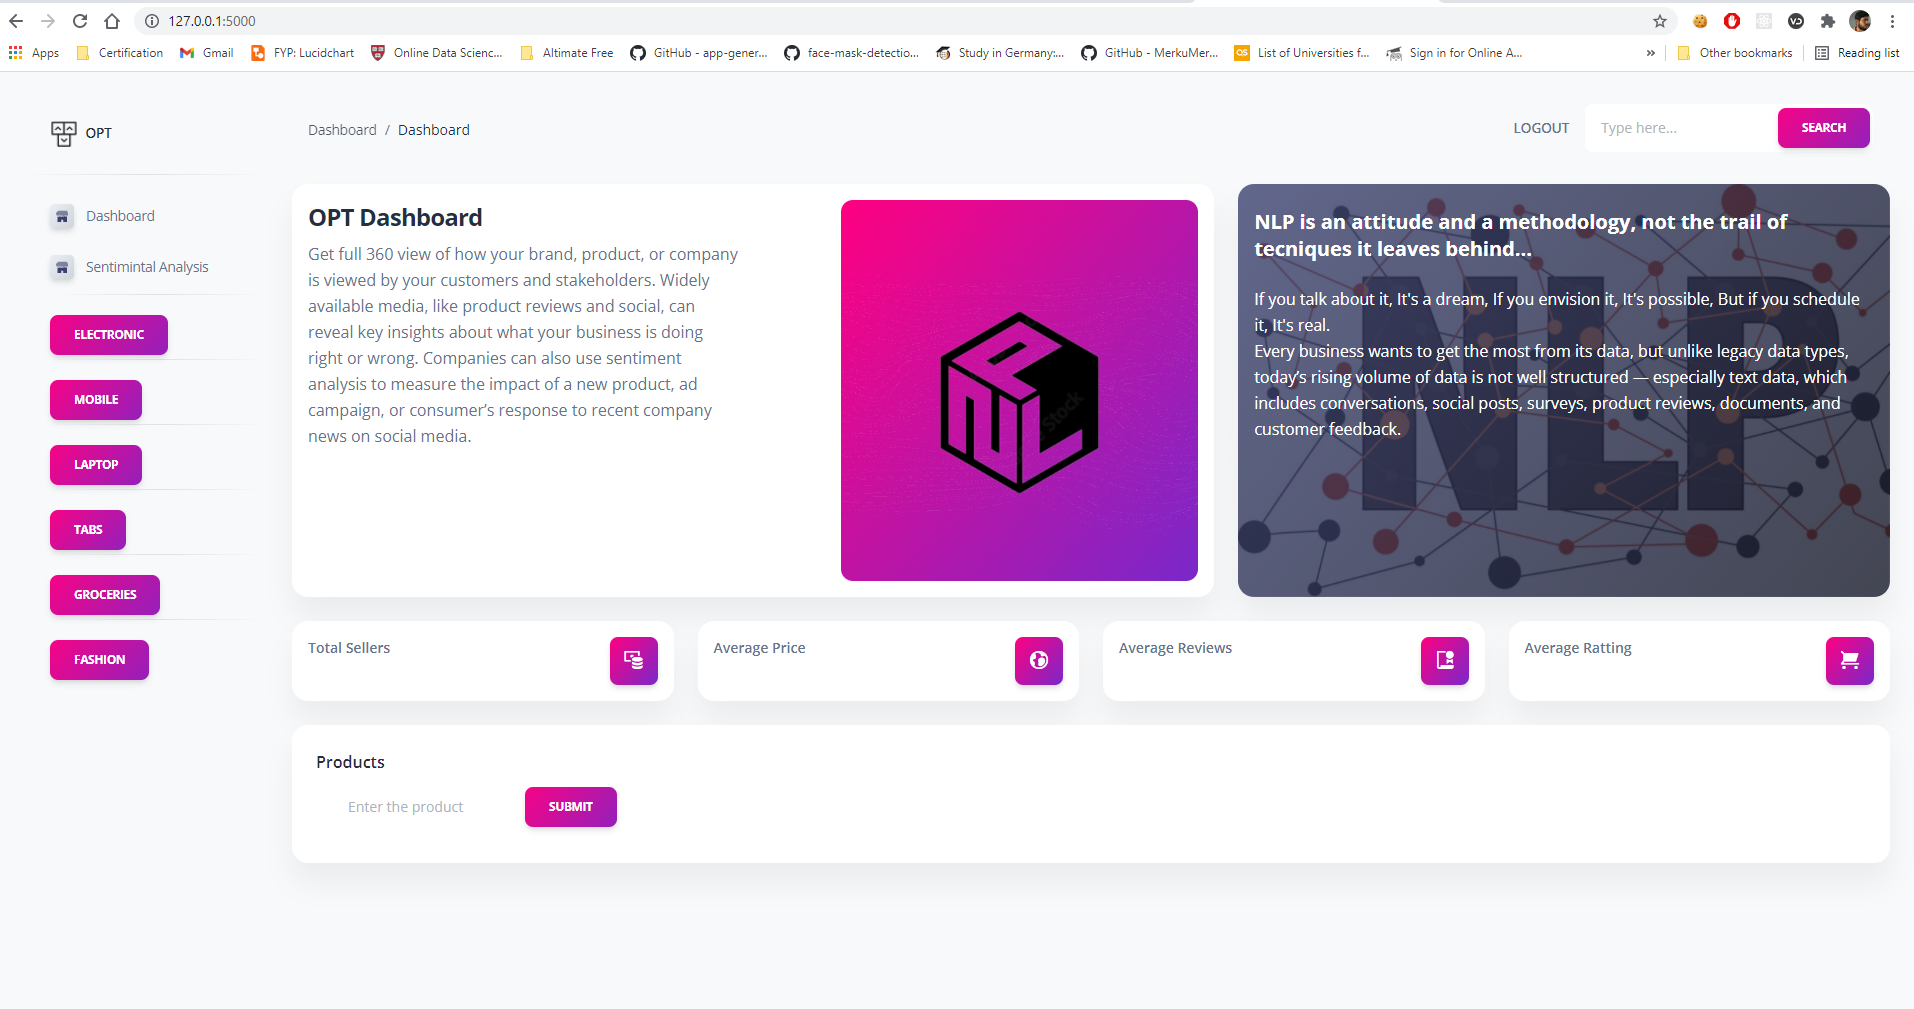 127.0.0.1:5000
Apps
Certification
Gmail
FYP: Lucidchart
Online Data Scienc...
Altimate Free
GitHub - app-gener...
face-mask-detectio...
Study in Germany:...
GitHub - MerkuMer...
QS
List of Universities f...
Sign in for Online A...
»
Other bookmarks
Reading list
OPT
Dashboard / Dashboard
LOGOUT
Type here...
SEARCH
Dashboard
Sentimintal Analysis
ELECTRONIC
MOBILE
LAPTOP
TABS
GROCERIES
FASHION
OPT Dashboard
Get full 360 view of how your brand, product, or company
is viewed by your customers and stakeholders. Widely
available media, like product reviews and social, can
reveal key insights about what your business is doing
right or wrong. Companies can also use sentiment
analysis to measure the impact of a new product, ad
campaign, or consumer’s response to recent company
news on social media.
Stock
NLP
NLP is an attitude and a methodology, not the trail of
tecniques it leaves behind...
If you talk about it, It's a dream, If you envision it, It's possible, But if you schedule
it, It's real.
Every business wants to get the most from its data, but unlike legacy data types,
today’s rising volume of data is not well structured — especially text data, which
includes conversations, social posts, surveys, product reviews, documents, and
customer feedback.
Total Sellers
Average Price
Average Reviews
Average Ratting
Products
Enter the product
SUBMIT